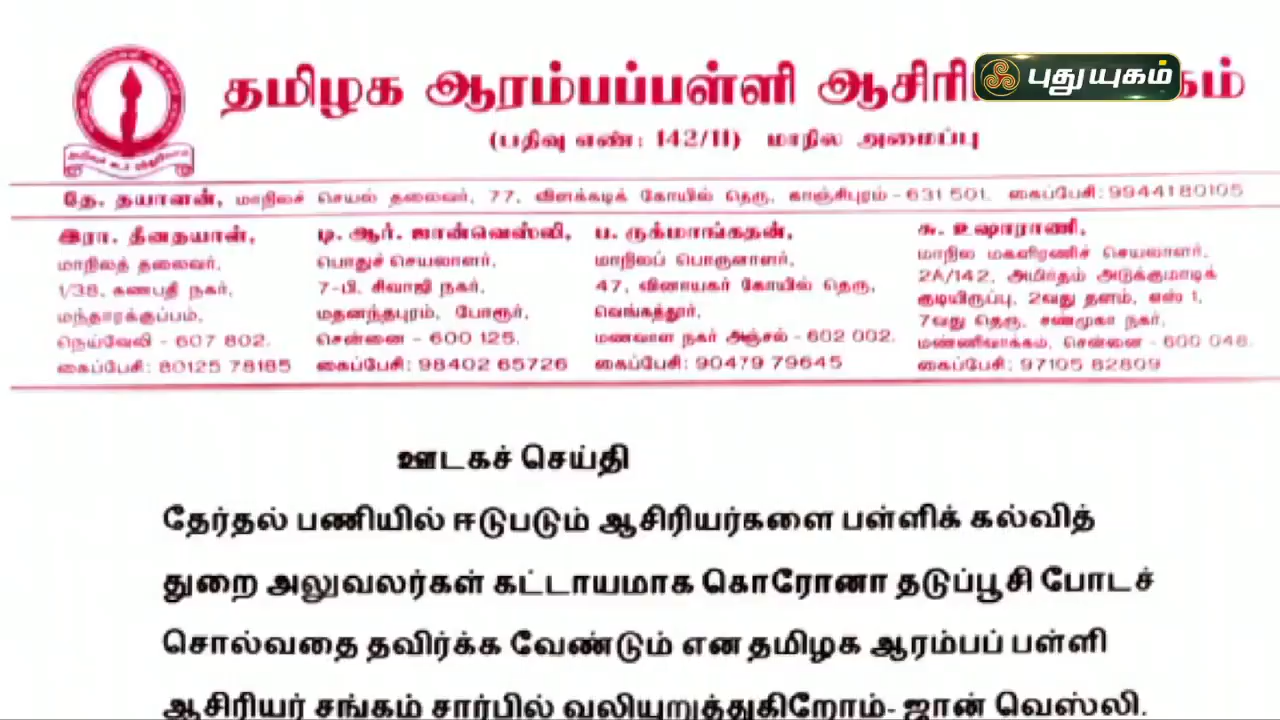 தமிழக ஆரம்பப்பள்ளி
புதுயுகம்
(பதிவு எண்: 142/11) மாநில அமைப்பு
தே. தயாளன், மாநிலச் செயல் தலைவர், 77, விளக்கடிக் கோயில் தெரு, காஞ்சிபுரம் - 631 501. கைப்பேசி: 9944180105
இரா. தீனதயாள்,
மாநிலத் தலைவர்,
1/38, கணபதி நகர்,
மந்தாரக்குப்பம்,
நெய்வேலி - 607 802.
கைப்பேசி: 80125 78185
டி. ஆர். ஜான்வெஸ்லி,
பொதுச் செயலாளர்,
7-பி, சிவாஜி நகர்,
மதனந்தபுரம், போரூர்,
சென்னை - 600 125.
கைப்பேசி: 98402 65726
ப. ருக்மாங்கதன்,
மாநிலப் பொருளாளர்,
47, விநாயகர் கோயில் தெரு,
வெங்கத்தூர்,
மணவாள நகர் அஞ்சல் - 602 002.
கைப்பேசி: 90479 79645
சு. உஷாராணி,
மாநில மகளிரணிச் செயலாளர்,
2A/142, அமிர்தம் அடுக்குமாடிக்
குடியிருப்பு, 2வது தளம், எஸ் 1,
7வது தெரு, சண்முகா நகர்,
மண்ணிவாக்கம், சென்னை - 600 048.
கைப்பேசி: 97105 82809
ஊடகச் செய்தி
தேர்தல் பணியில் ஈடுபடும் ஆசிரியர்களை பள்ளிக் கல்வித்
துறை அலுவலர்கள் கட்டாயமாக கொரோனா தடுப்பூசி போடச்
சொல்வதை தவிர்க்க வேண்டும் என தமிழக ஆரம்பப் பள்ளி
ஆசிரியர் சங்கம் சார்பில் வலியுறுத்துகிறோம்- ஜான் வெஸ்லி.